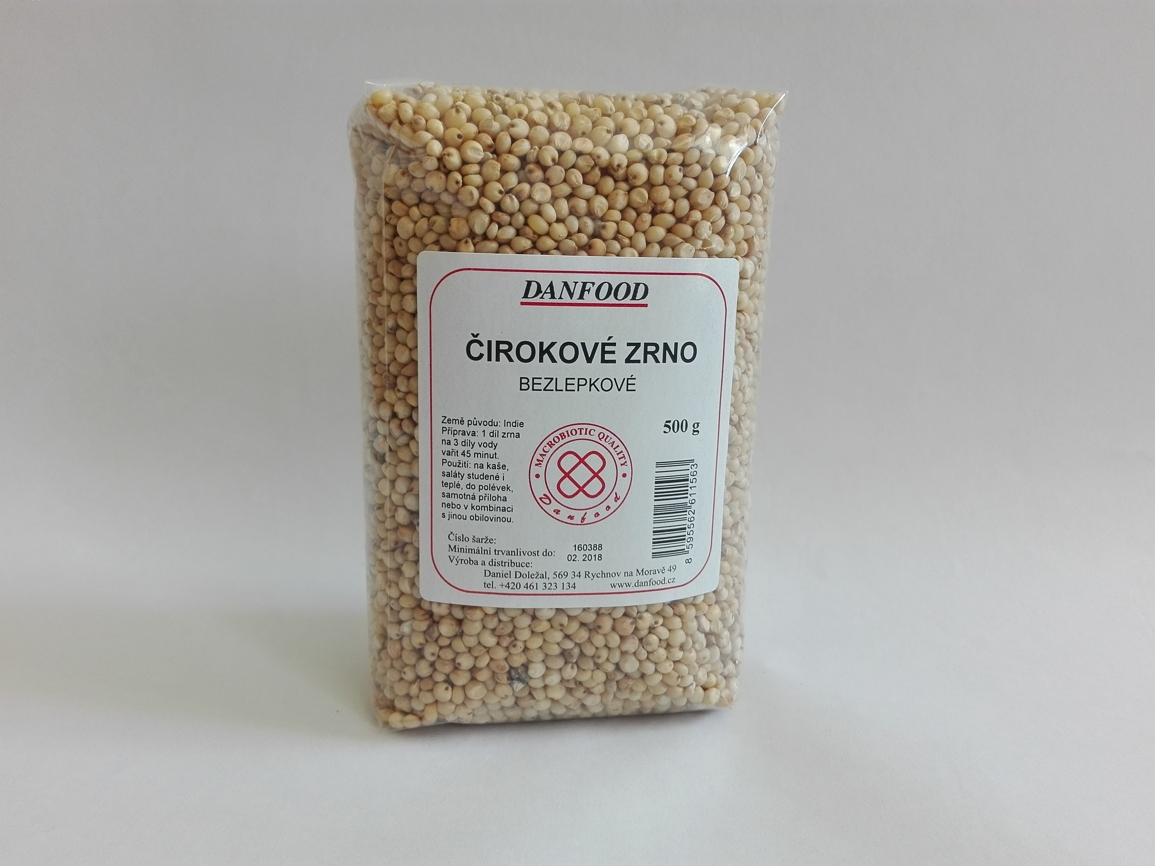 DANFOOD
ČIROKOVÉ ZRNO
BEZLEPKOVÉ
500 g
Země původu: Indie
Příprava: 1 díl zrna
na 3 díly vody
vařit 45 minut.
Použití: na kaše,
saláty studené i
teplé, do polévek,
samotná příloha
nebo v kombinaci
s jinou obilovinou.
MACROBIOTIC QUALITY
Danfood
8 595562 611563
Číslo šarže: 160388
Minimální trvanlivost do: 02. 2018
Výroba a distribuce:
Daniel Doležal, 569 34 Rychnov na Moravě 49
tel. +420 461 323 134 www.danfood.cz